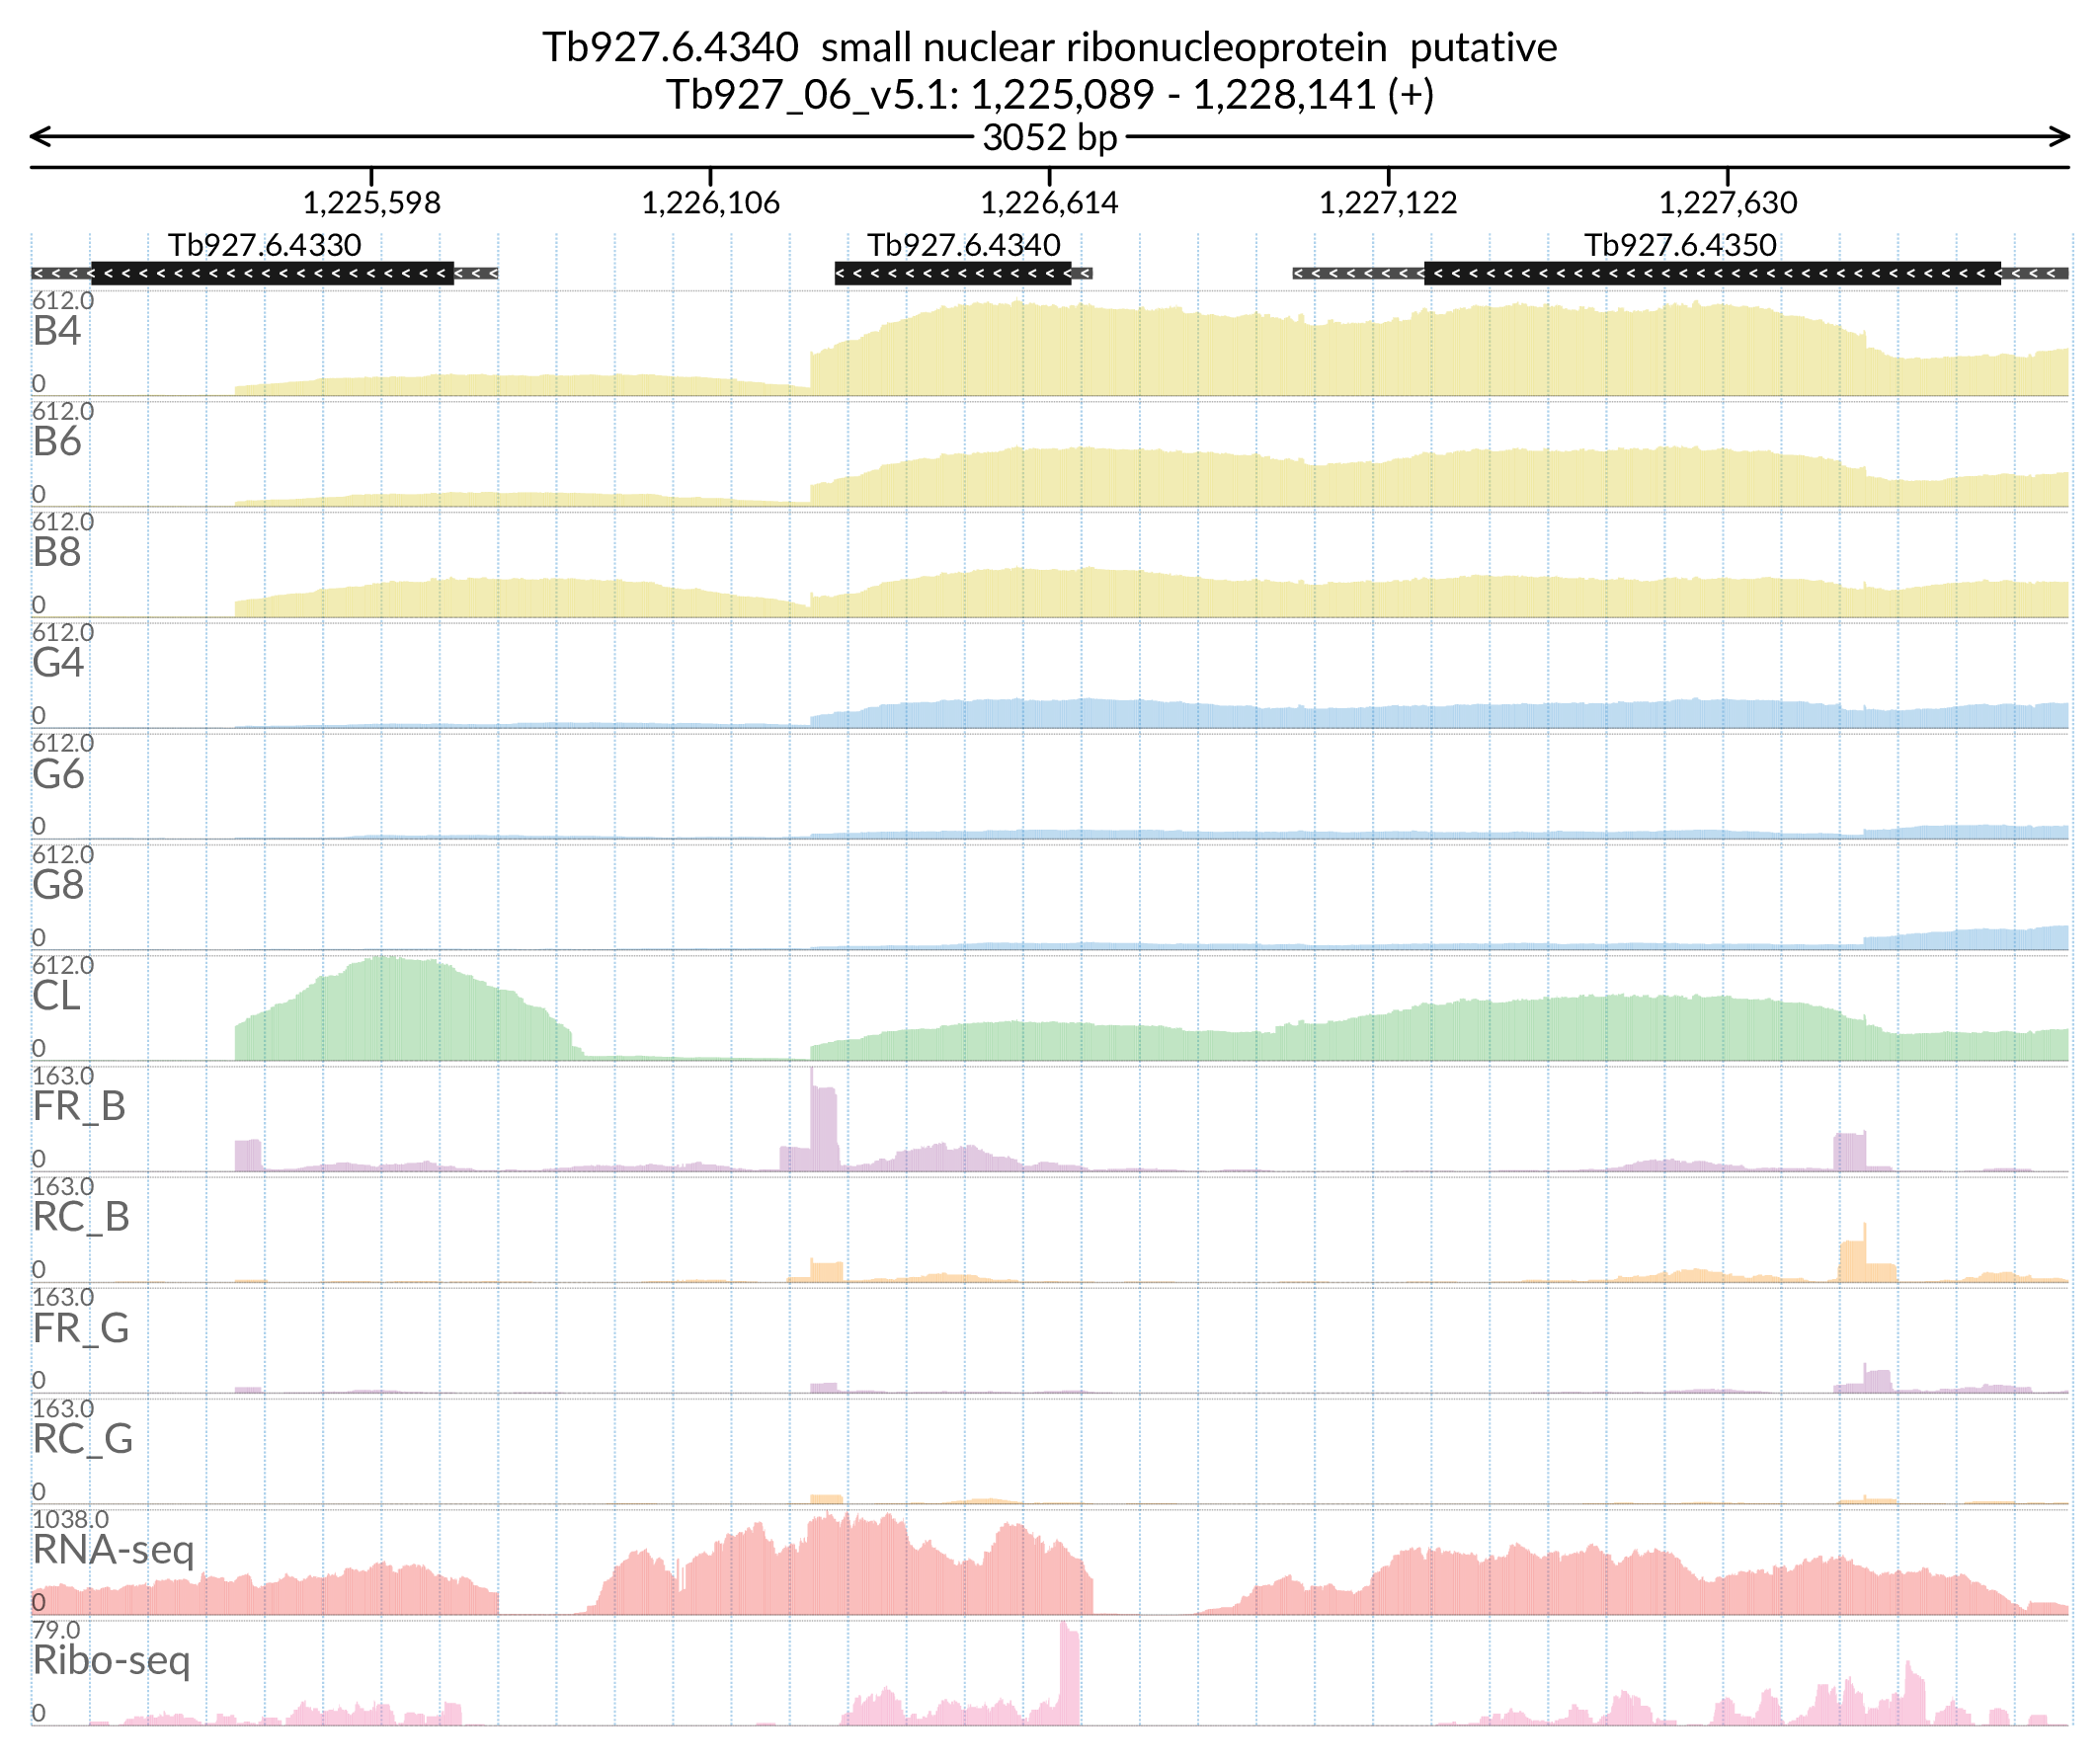 Tb927.6.4340  small nuclear ribonucleoprotein  putative
Tb927_06_v5.1: 1,225,089 - 1,228,141 (+)
3052 bp
1,225,598 1,226,106 1,226,614 1,227,122 1,227,630
Tb927.6.4330 Tb927.6.4340 Tb927.6.4350
612.0
B4
0
612.0
B6
0
612.0
B8
0
612.0
G4
0
612.0
G6
0
612.0
G8
0
612.0
CL
0
163.0
FR_B
0
163.0
RC_B
0
163.0
FR_G
0
163.0
RC_G
0
1038.0
RNA-seq
0
79.0
Ribo-seq
0